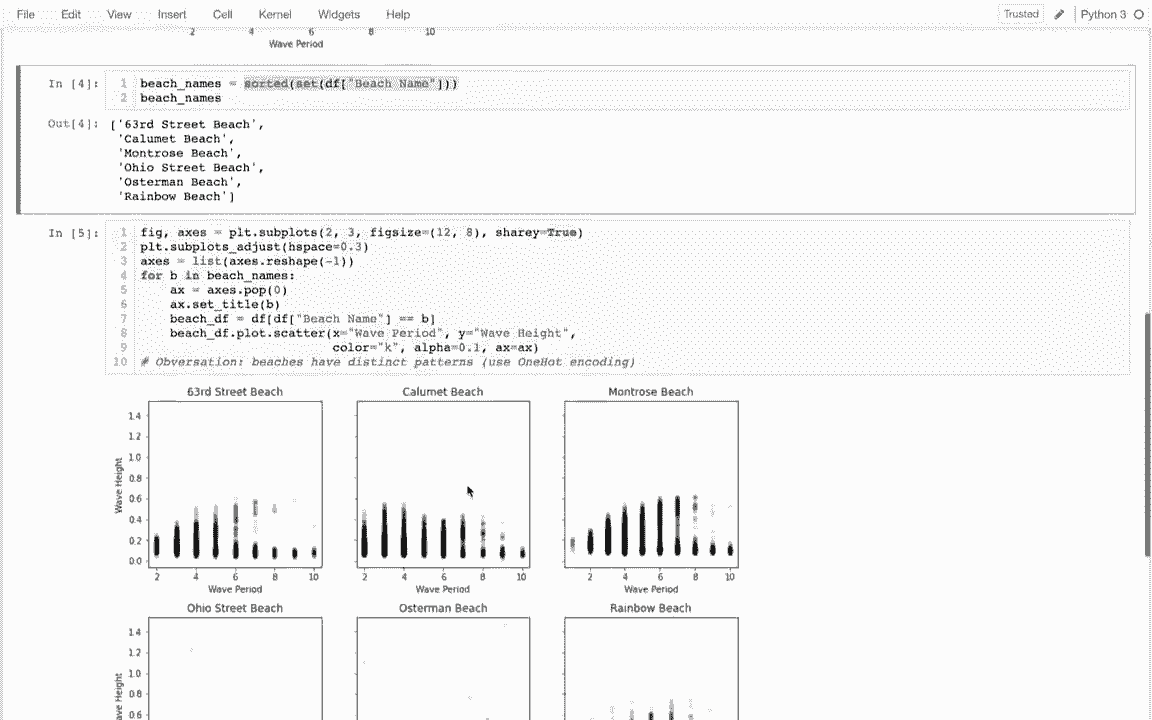 File Edit View Insert Cell Kernel Widgets Help Trusted Python 3
2 4 6 8 10
Wave Period
In [4]: 1 beach_names = sorted(set(df["Beach Name"]))
2 beach_names
Out[4]: ['63rd Street Beach',
'Calumet Beach',
'Montrose Beach',
'Ohio Street Beach',
'Osterman Beach',
'Rainbow Beach']
In [5]: 1 fig, axes = plt.subplots(2, 3, figsize=(12, 8), sharey=True)
2 plt.subplots_adjust(hspace=0.3)
3 axes = list(axes.reshape(-1))
4 for b in beach_names:
5 ax = axes.pop(0)
6 ax.set_title(b)
7 beach_df = df[df["Beach Name"] == b]
8 beach_df.plot.scatter(x="Wave Period", y="Wave Height",
9 color="k", alpha=0.1, ax=ax)
10 # Obversation: beaches have distinct patterns (use OneHot encoding)
63rd Street Beach Calumet Beach Montrose Beach
1.4
1.2
1.0
0.8
0.6
0.4
0.2
0.0
Wave Height
2 4 6 8 10 2 4 6 8 10 2 4 6 8 10
Wave Period Wave Period Wave Period
Ohio Street Beach Osterman Beach Rainbow Beach
1.4
1.2
1.0
0.8
0.6
ave Height